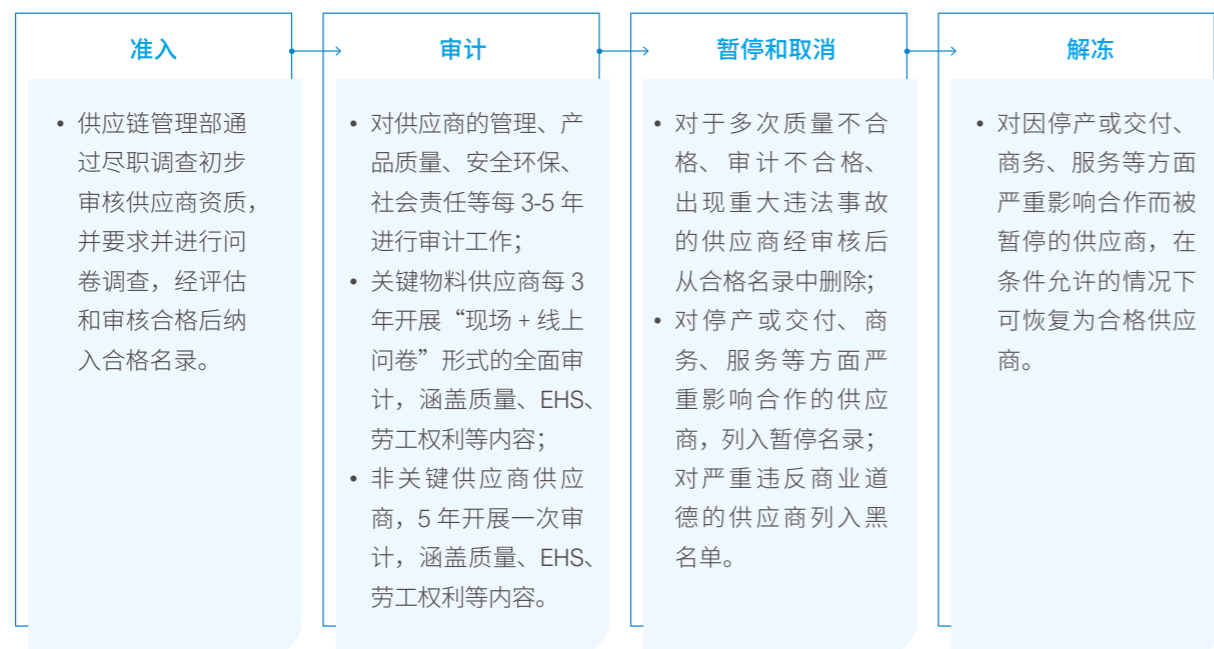 准入
• 供应链管理部通
过尽职调查初步
审核供应商资质，
并要求并进行问
卷调查，经评估
和审核合格后纳
入合格名录。
审计
• 对供应商的管理、产
品质量、安全环保、
社会责任等每 3-5 年
进行审计工作；
• 关键物料供应商每 3
年开展“现场 + 线上
问卷”形式的全面审
计，涵盖质量、EHS、
劳工权利等内容；
• 非关键供应商供应
商，5 年开展一次审
计，涵盖质量、EHS、
劳工权利等内容。
暂停和取消
• 对于多次质量不合
格、审计不合格、
出现重大违法事故
的供应商经审核后
从合格名录中删除；
• 对停产或交付、商
务、服务等方面严
重影响合作的供应
商，列入暂停名录；
对严重违反商业道
德的供应商列入黑
名单。
解冻
• 对因停产或交付、
商务、服务等方面
严重影响合作而被
暂停的供应商，在
条件允许的情况下
可恢复为合格供应
商。